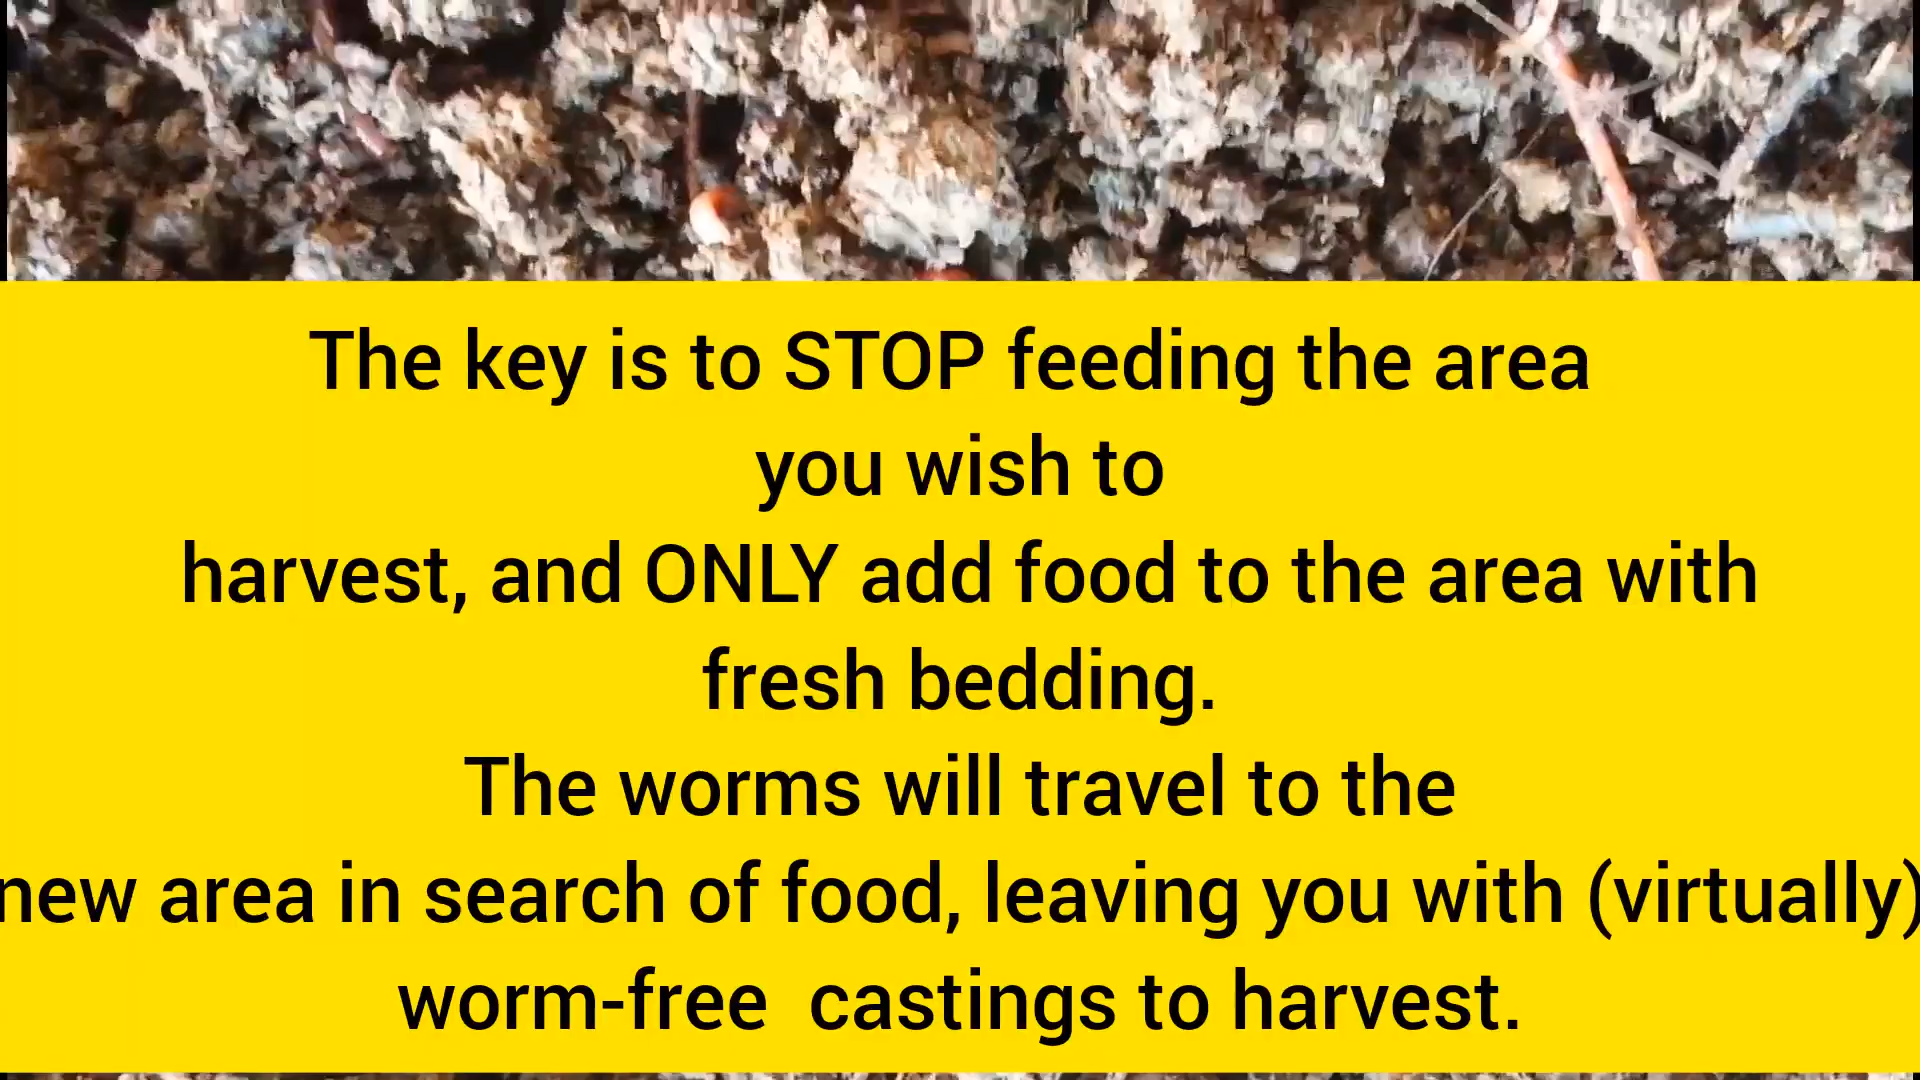 The key is to STOP feeding the area
you wish to
harvest, and ONLY add food to the area with
fresh bedding.
The worms will travel to the
new area in search of food, leaving you with (virtually)
worm-free  castings to harvest.